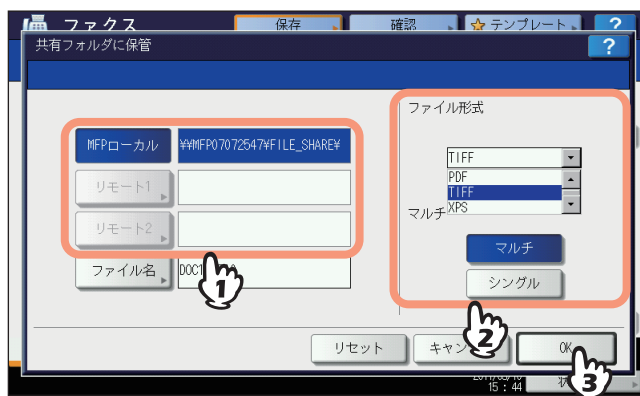 ファクス 保存 確認 テンプレート ?
共有フォルダに保管 ?
ファイル形式
MFPローカル ¥¥MFP07072547¥FILE_SHARE¥
TIFF
PDF
TIFF
XPS
リモート1
マルチ
リモート2
マルチ
ファイル名
シングル
1
2
リセット
OK
3
15:44